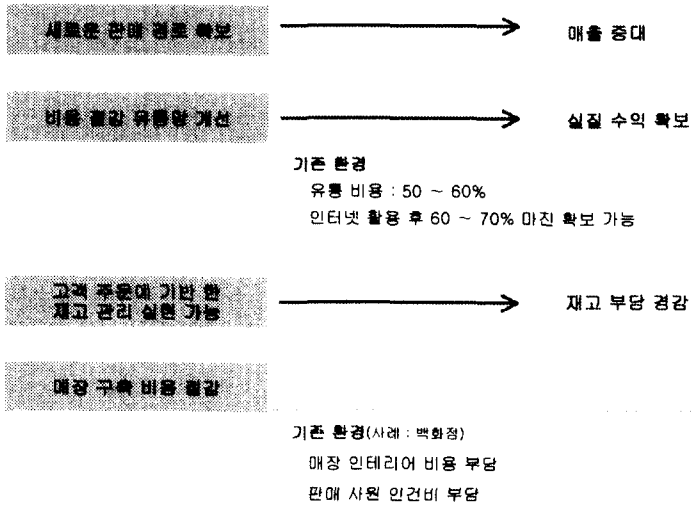 새로운 판매 경로 확보
매출 증대
비용 절감 유통망 개선
실질 수익 확보
기존 환경
유통 비용 : 50 ~ 60%
인터넷 활용 후 60 ~ 70% 마진 확보 가능
고객 주문에 기반 한
재고 관리 실현 가능
재고 부담 경감
매장 구축 비용 절감
기존 환경(사례 : 백화점)
매장 인테리어 비용 부담
판매 사원 인건비 부담